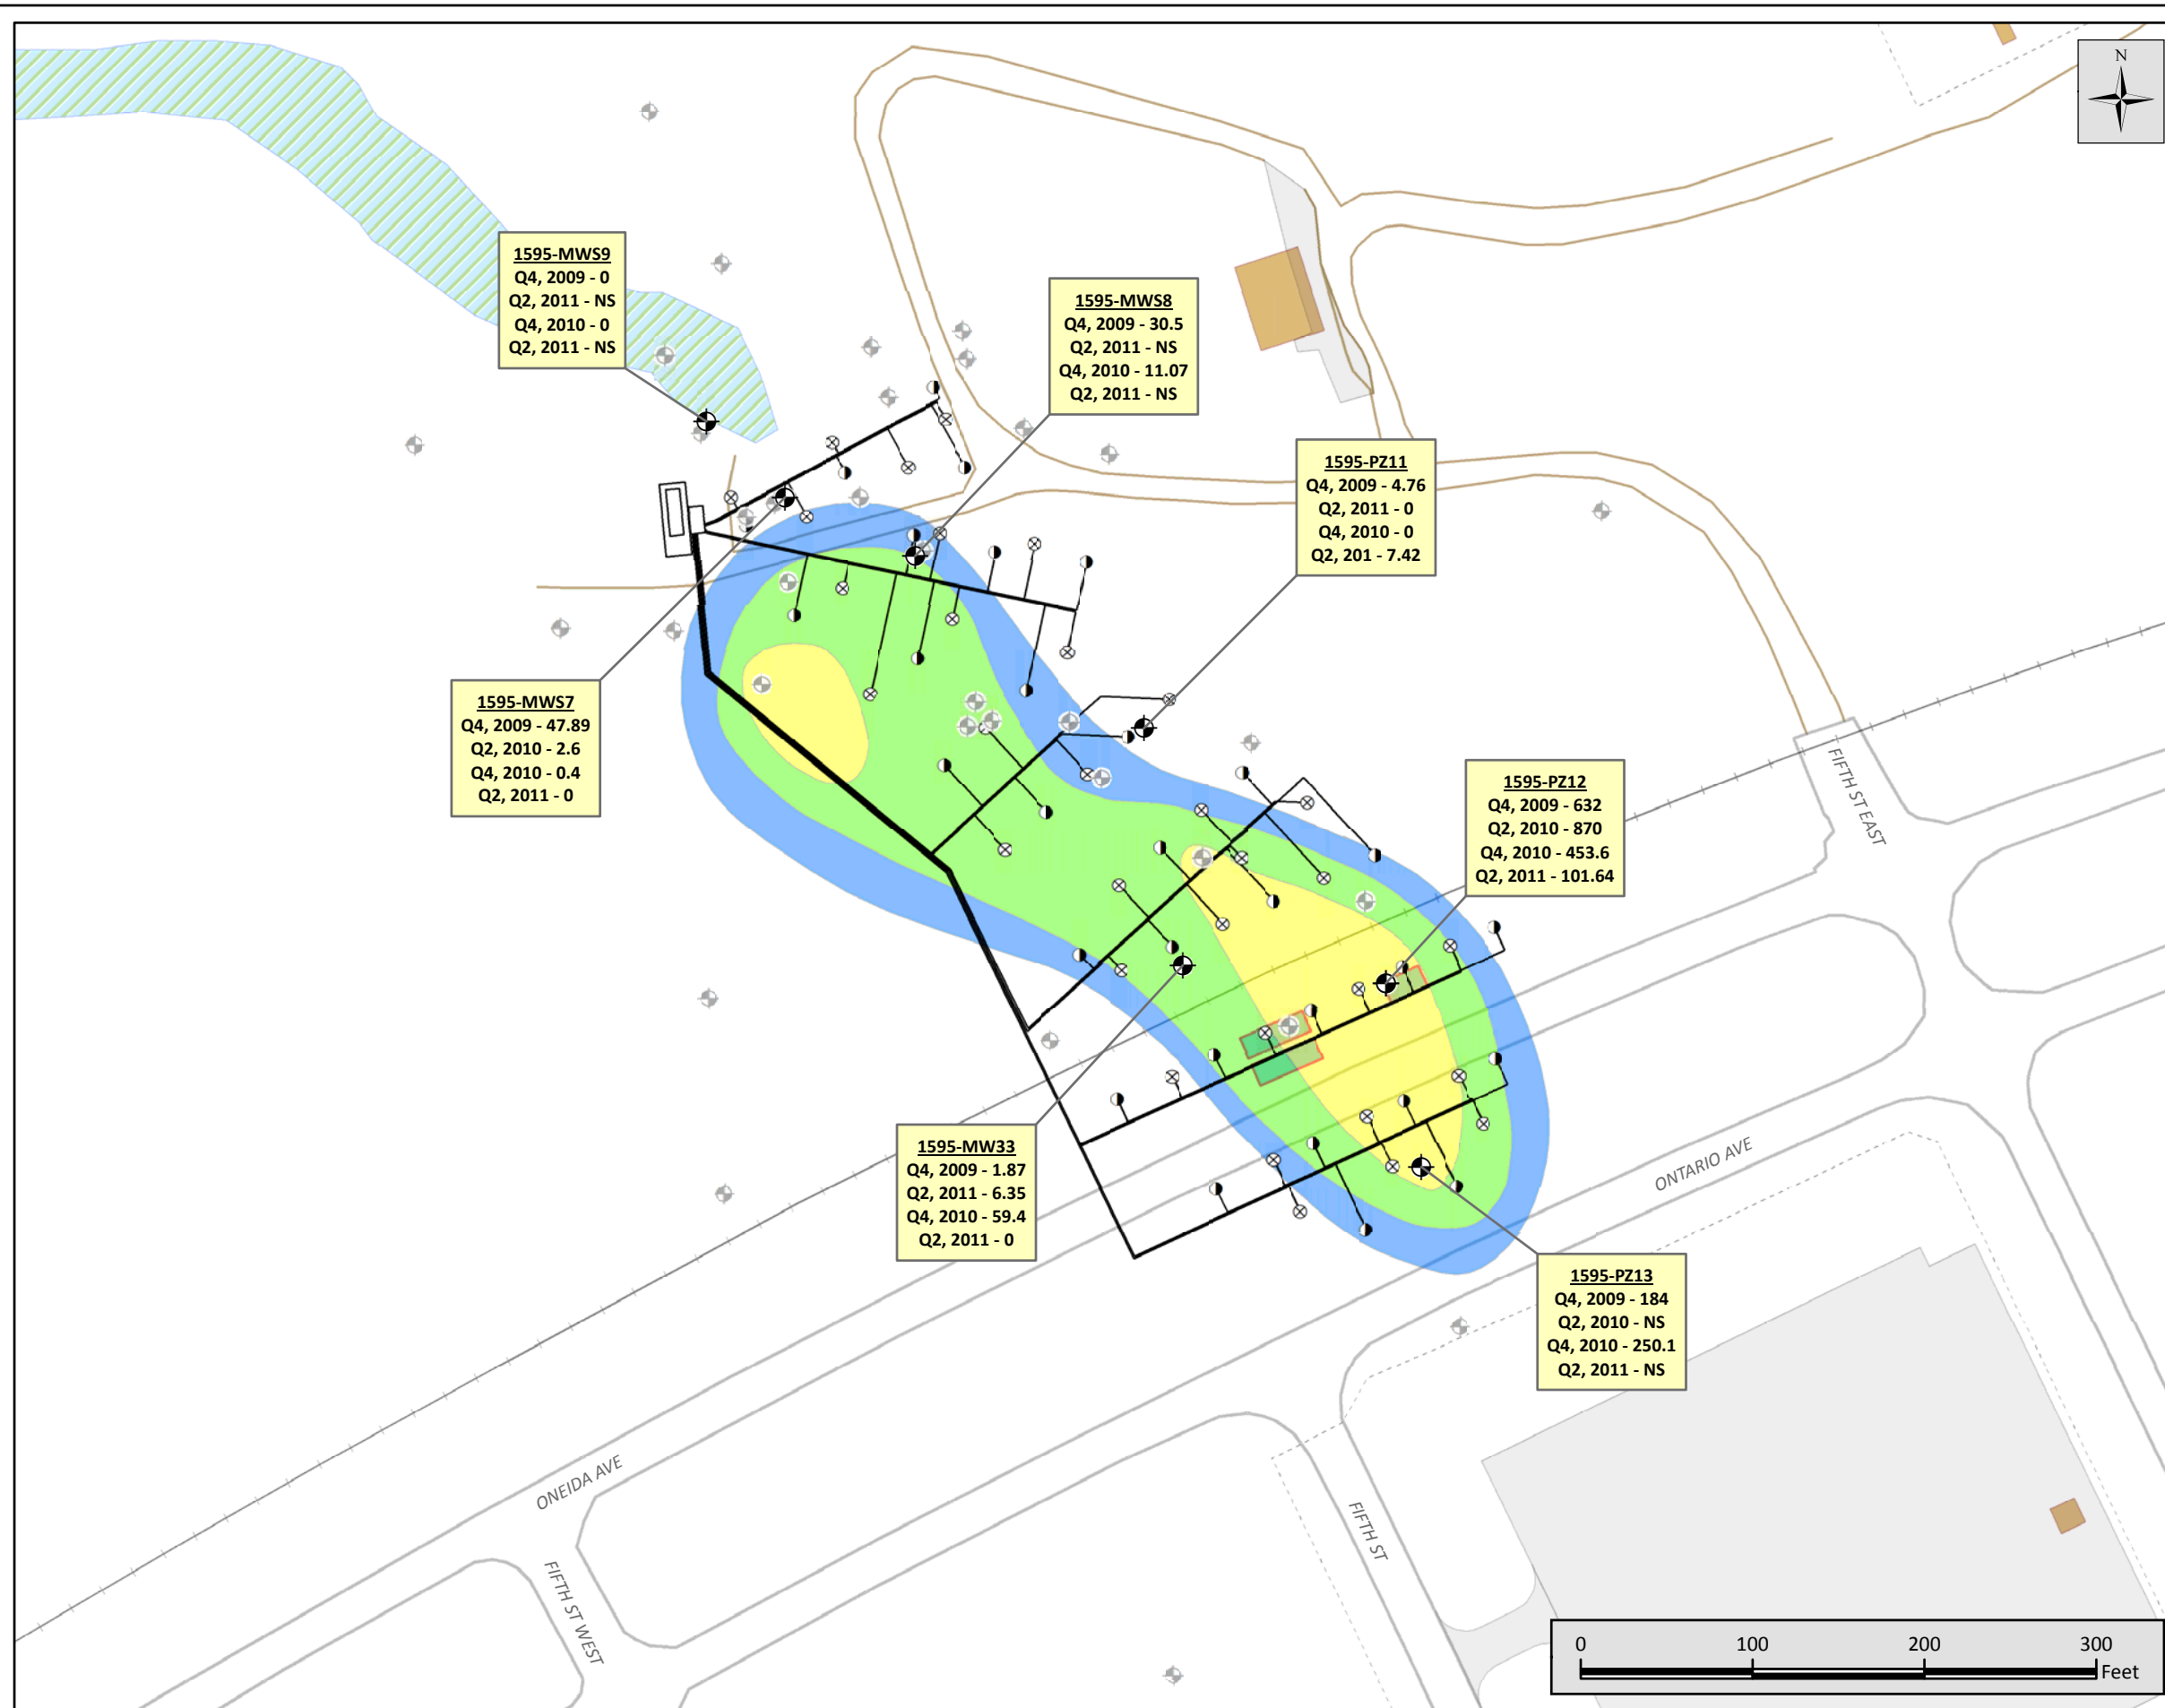 N
1595-MWS9
Q4, 2009 - 0
Q2, 2011 - NS
Q4, 2010 - 0
Q2, 2011 - NS
1595-MWS8
Q4, 2009 - 30.5
Q2, 2011 - NS
Q4, 2010 - 11.07
Q2, 2011 - NS
1595-PZ11
Q4, 2009 - 4.76
Q2, 2011 - 0
Q4, 2010 - 0
Q2, 201 - 7.42
1595-MWS7
Q4, 2009 - 47.89
Q2, 2010 - 2.6
Q4, 2010 - 0.4
Q2, 2011 - 0
1595-PZ12
Q4, 2009 - 632
Q2, 2010 - 870
Q4, 2010 - 453.6
Q2, 2011 - 101.64
FIFTH ST EAST
1595-MW33
Q4, 2009 - 1.87
Q2, 2011 - 6.35
Q4, 2010 - 59.4
Q2, 2011 - 0
ONTARIO AVE
1595-PZ13
Q4, 2009 - 184
Q2, 2010 - NS
Q4, 2010 - 250.1
Q2, 2011 - NS
ONEIDA AVE
FIFTH ST
FIFTH ST WEST
0 100 200 300
Feet